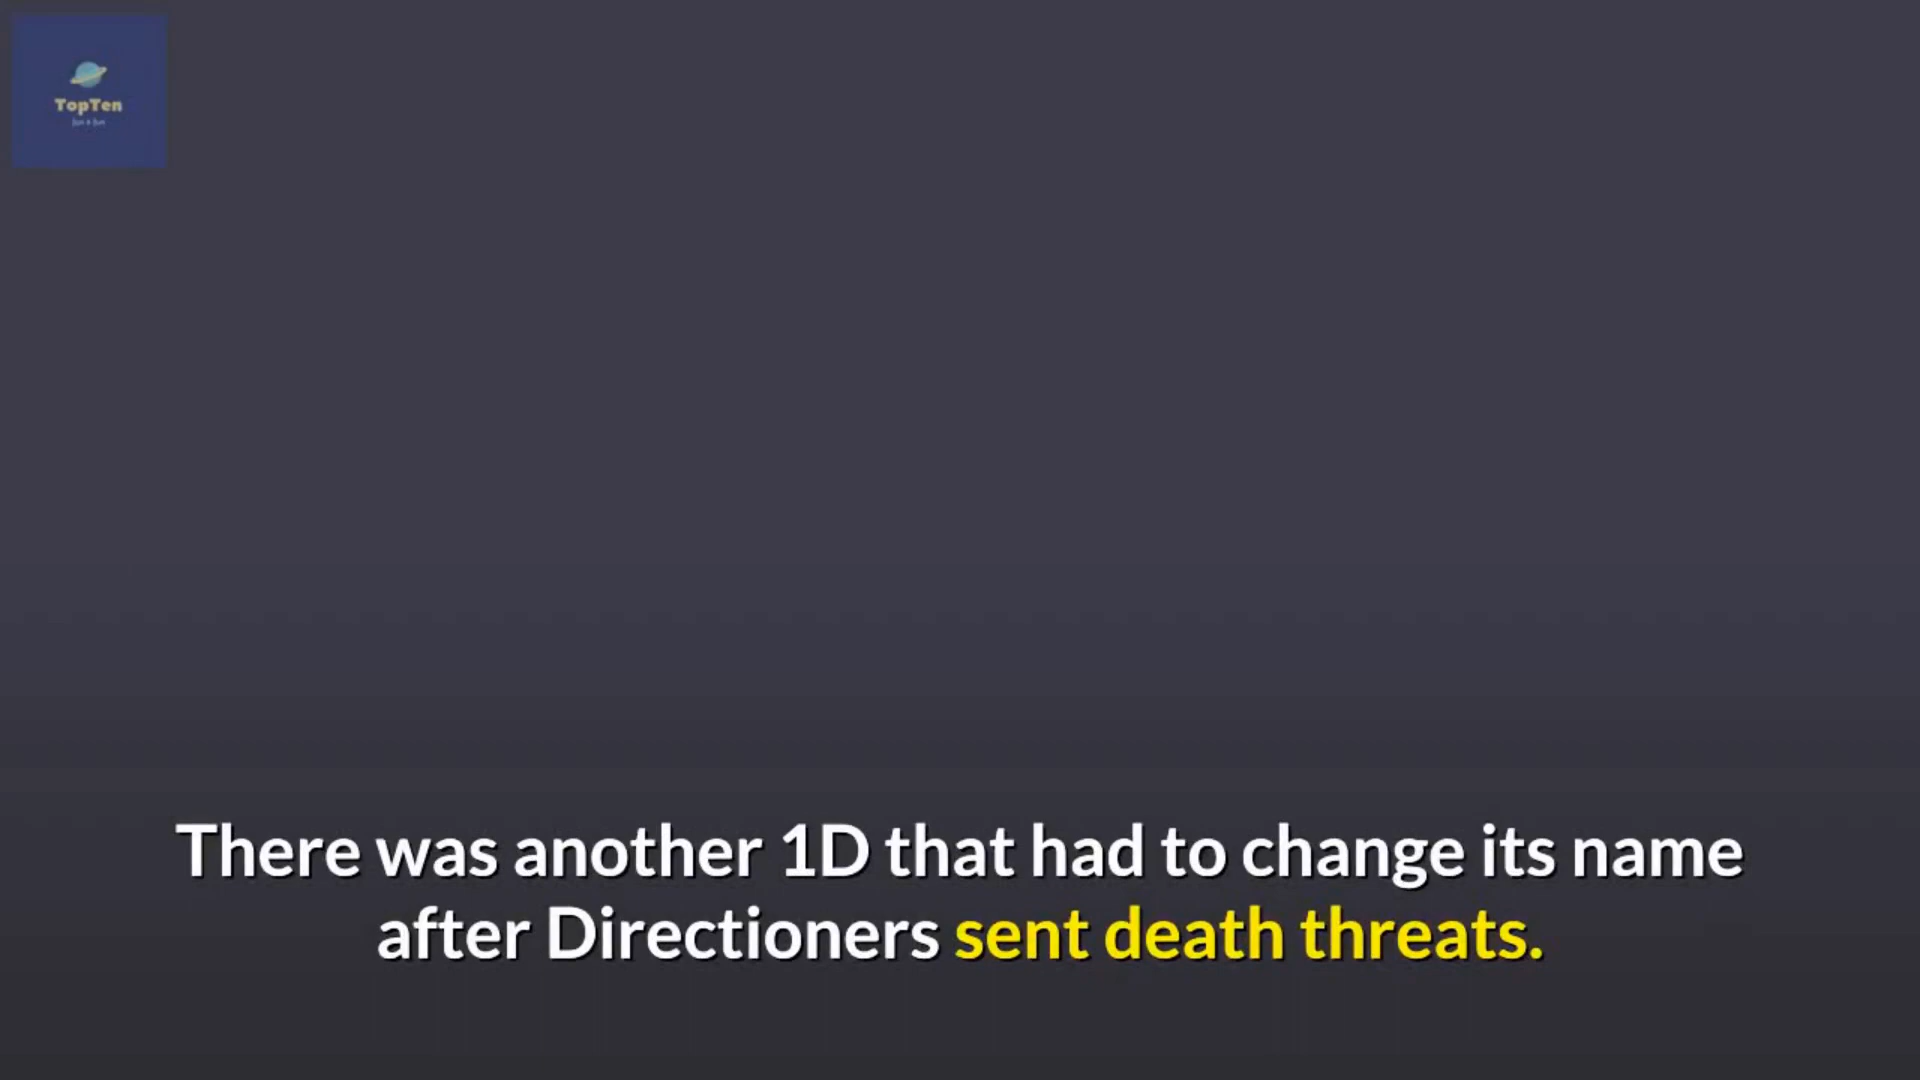 TopTen
There was another 1D that had to change its name
after Directioners sent death threats.